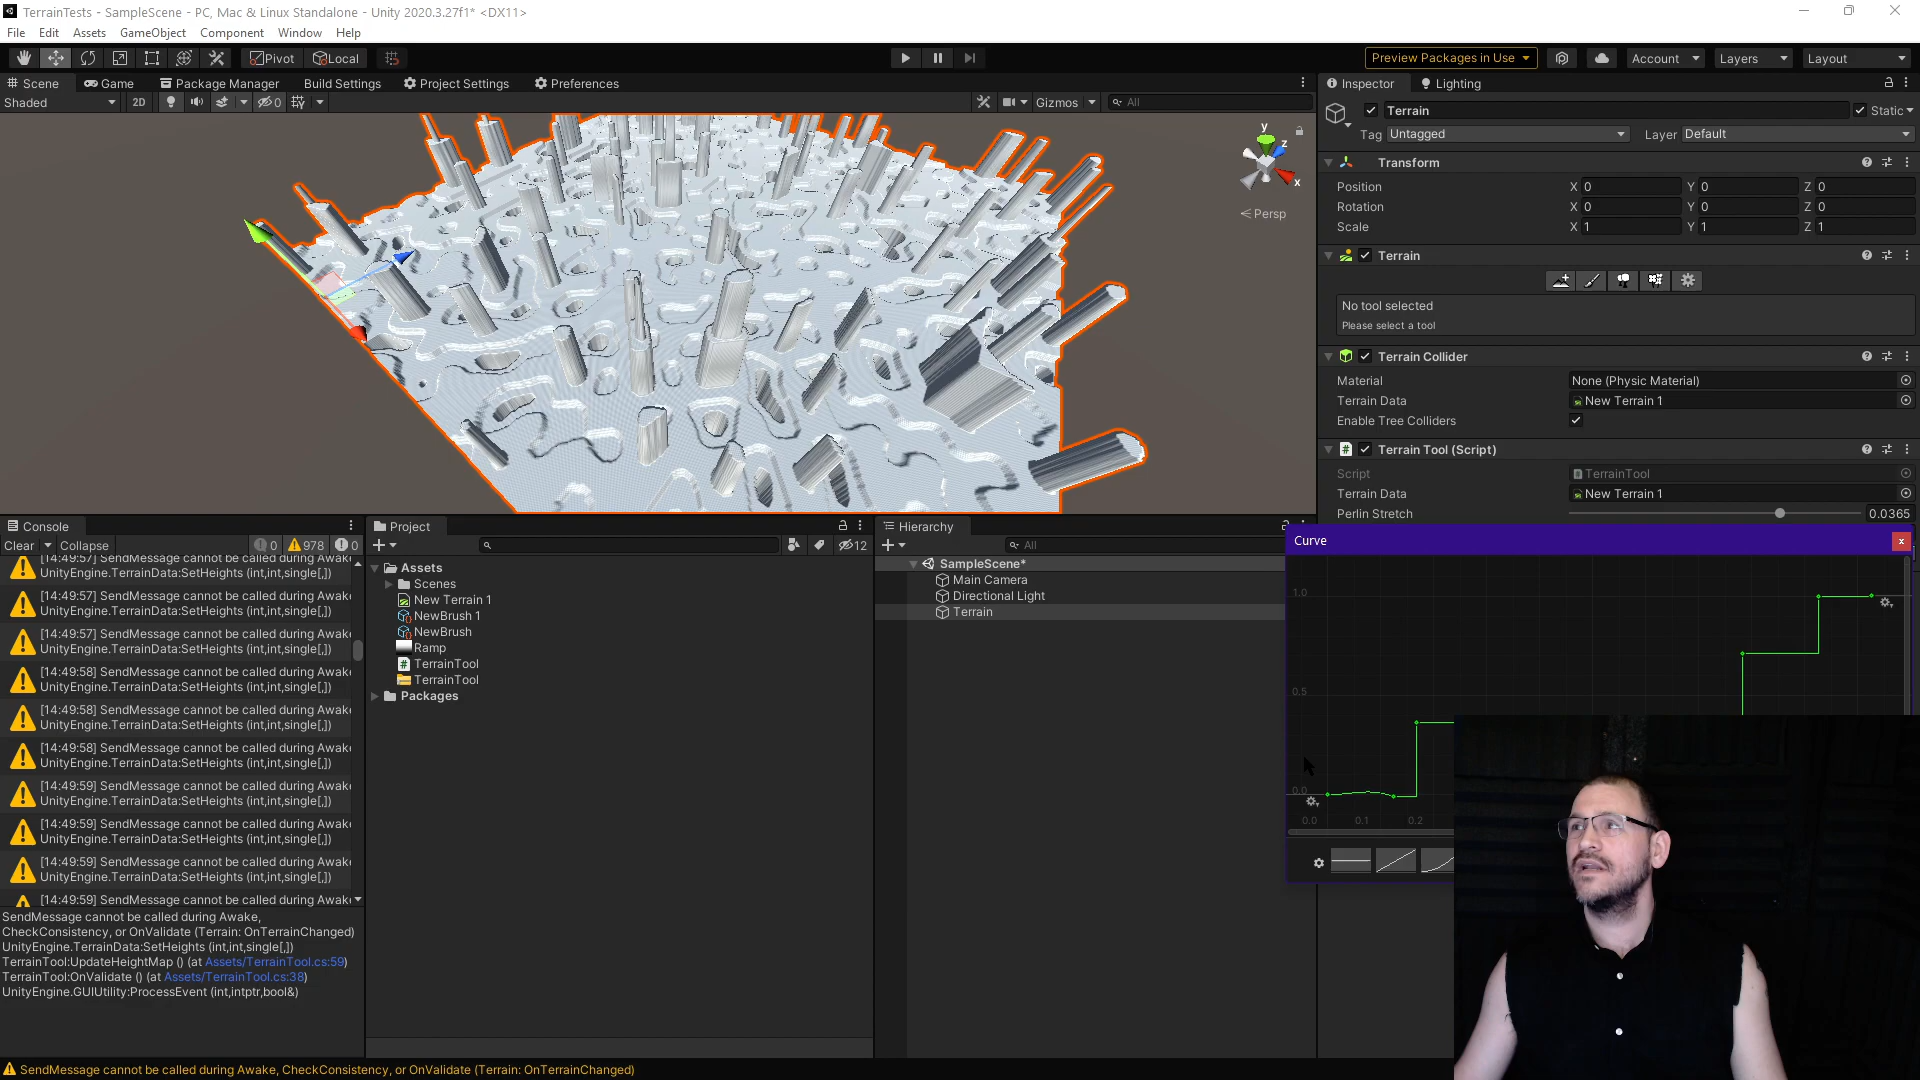 TerrainTests - SampleScene - PC, Mac & Linux Standalone - Unity 2020.3.27f1* <DX11>
File Edit Assets GameObject Component Window Help
Pivot Local
Preview Packages in Use Account Layers Layout
Scene Game Package Manager Build Settings Project Settings Preferences
Shaded 2D 0 Gizmos All
y z x
Persp
Inspector Lighting
Terrain Static
Tag Untagged Layer Default
Transform
Position X 0 Y 0 Z 0
Rotation X 0 Y 0 Z 0
Scale X 1 Y 1 Z 1
Terrain
No tool selected
Please select a tool
Terrain Collider
Material None (Physic Material)
Terrain Data New Terrain 1
Enable Tree Colliders
Terrain Tool (Script)
Script TerrainTool
Terrain Data New Terrain 1
Perlin Stretch 0.0365
Console
Clear Collapse 0 978 0
[14:49:57] SendMessage cannot be called during Awake
UnityEngine.TerrainData:SetHeights (int,int,single[,])
[14:49:57] SendMessage cannot be called during Awake
UnityEngine.TerrainData:SetHeights (int,int,single[,])
[14:49:57] SendMessage cannot be called during Awake
UnityEngine.TerrainData:SetHeights (int,int,single[,])
[14:49:58] SendMessage cannot be called during Awake
UnityEngine.TerrainData:SetHeights (int,int,single[,])
[14:49:58] SendMessage cannot be called during Awake
UnityEngine.TerrainData:SetHeights (int,int,single[,])
[14:49:58] SendMessage cannot be called during Awake
UnityEngine.TerrainData:SetHeights (int,int,single[,])
[14:49:59] SendMessage cannot be called during Awake
UnityEngine.TerrainData:SetHeights (int,int,single[,])
[14:49:59] SendMessage cannot be called during Awake
UnityEngine.TerrainData:SetHeights (int,int,single[,])
[14:49:59] SendMessage cannot be called during Awake
UnityEngine.TerrainData:SetHeights (int,int,single[,])
[14:49:59] SendMessage cannot be called during Awake
SendMessage cannot be called during Awake,
CheckConsistency, or OnValidate (Terrain: OnTerrainChanged)
UnityEngine.TerrainData:SetHeights (int,int,single[,])
TerrainTool:UpdateHeightMap () (at Assets/TerrainTool.cs:59)
TerrainTool:OnValidate () (at Assets/TerrainTool.cs:38)
UnityEngine.GUIUtility:ProcessEvent (int,intptr,bool&)
Project
12
Assets
Scenes
New Terrain 1
NewBrush 1
NewBrush
Ramp
TerrainTool
TerrainTool
Packages
Hierarchy
All
SampleScene*
Main Camera
Directional Light
Terrain
Curve
1.0
0.5
0.0
0.0 0.1 0.2
SendMessage cannot be called during Awake, CheckConsistency, or OnValidate (Terrain: OnTerrainChanged)